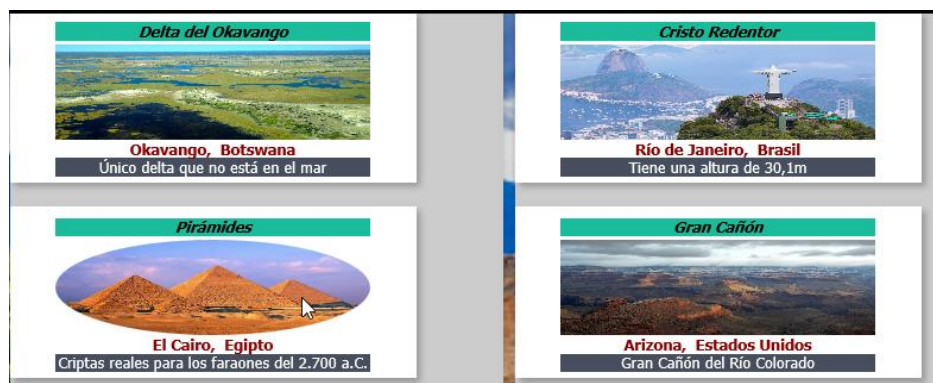 Delta del Okavango
Okavango, Botswana
Único delta que no está en el mar
Cristo Redentor
Río de Janeiro, Brasil
Tiene una altura de 30,1m
Pirámides
El Cairo, Egipto
Criptas reales para los faraones del 2.700 a.C.
Gran Cañón
Arizona, Estados Unidos
Gran Cañón del Río Colorado